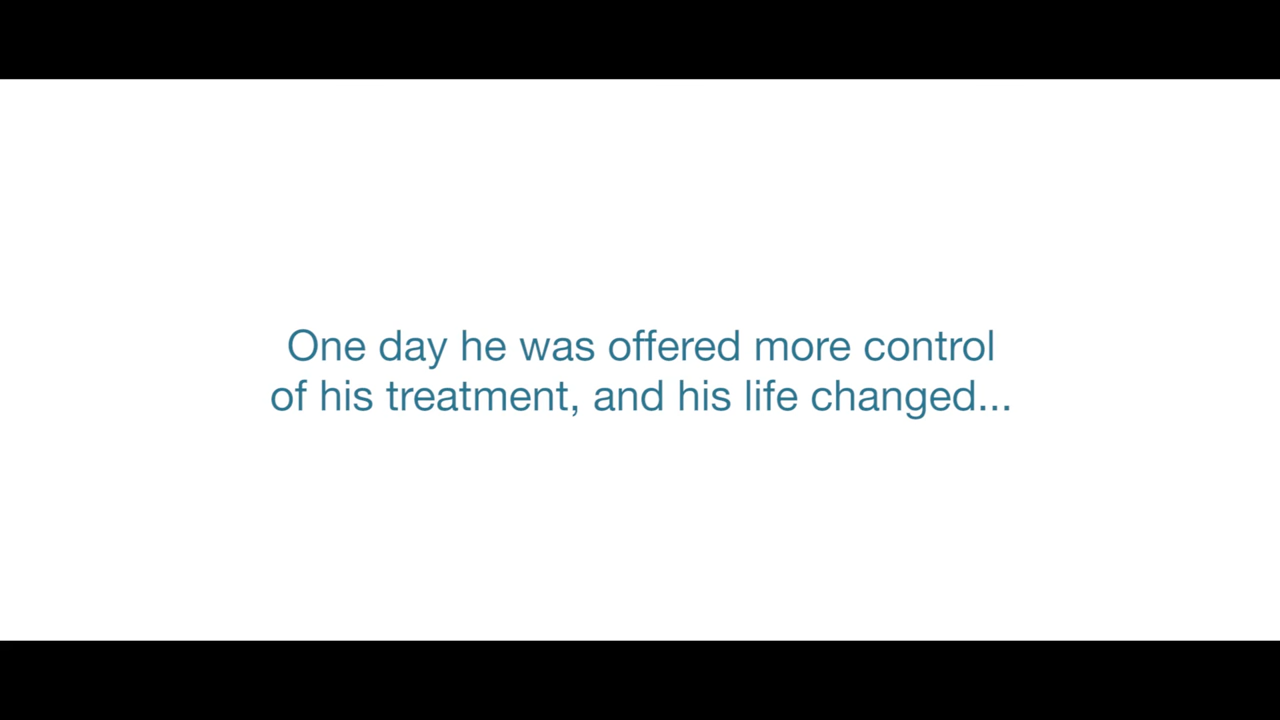 One day he was offered more control
of his treatment, and his life changed...